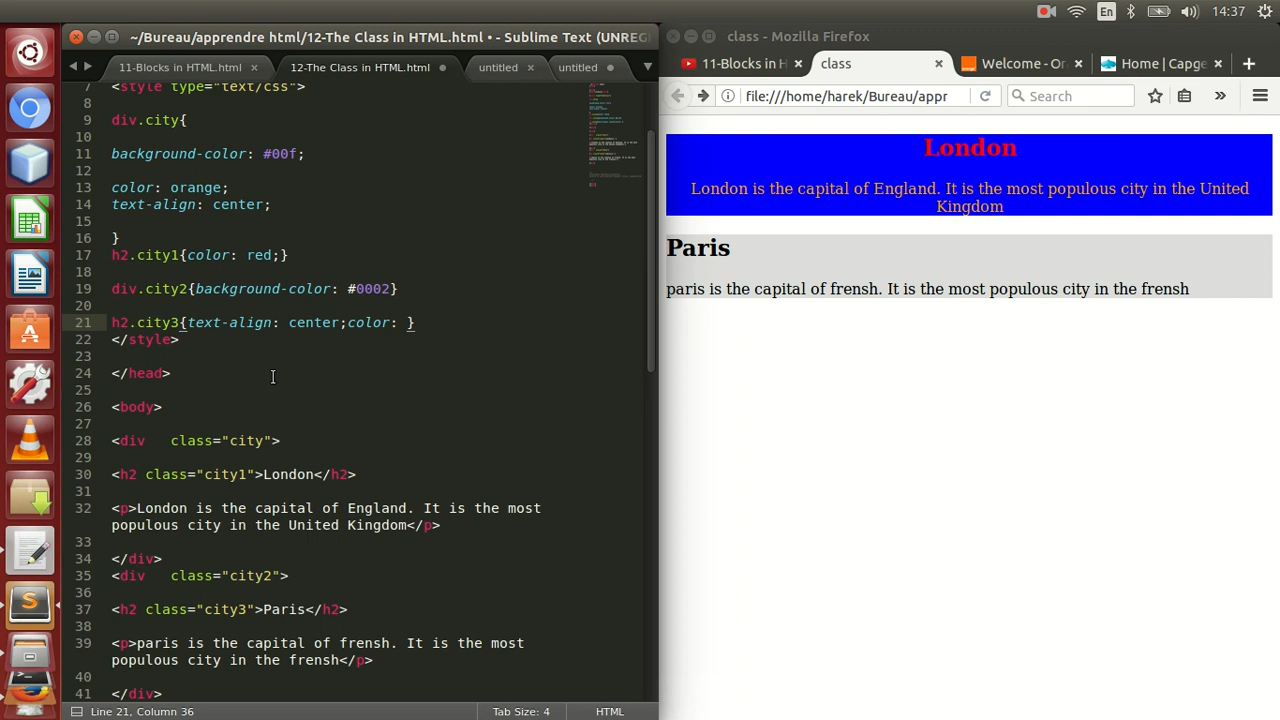 En
14:37
~/Bureau/apprendre html/12-The Class in HTML.html • - Sublime Text (UNREG
11-Blocks in HTML.html
12-The Class in HTML.html
untitled
untitled
7 <style type="text/css">
8
9 div.city{
10
11 background-color: #00f;
12
13 color: orange;
14 text-align: center;
15
16 }
17 h2.city1{color: red;}
18
19 div.city2{background-color: #0002}
20
21 h2.city3{text-align: center;color: }
22 </style>
23
24 </head>
25
26 <body>
27
28 <div   class="city">
29
30 <h2 class="city1">London</h2>
31
32 <p>London is the capital of England. It is the most
populous city in the United Kingdom</p>
33
34 </div>
35 <div   class="city2">
36
37 <h2 class="city3">Paris</h2>
38
39 <p>paris is the capital of frensh. It is the most
populous city in the frensh</p>
40
41 </div>
Line 21, Column 36
Tab Size: 4
HTML
class - Mozilla Firefox
11-Blocks in H
class
Welcome - Or
Home | Capge
file:///home/harek/Bureau/appr
Search
London
London is the capital of England. It is the most populous city in the United
Kingdom
Paris
paris is the capital of frensh. It is the most populous city in the frensh